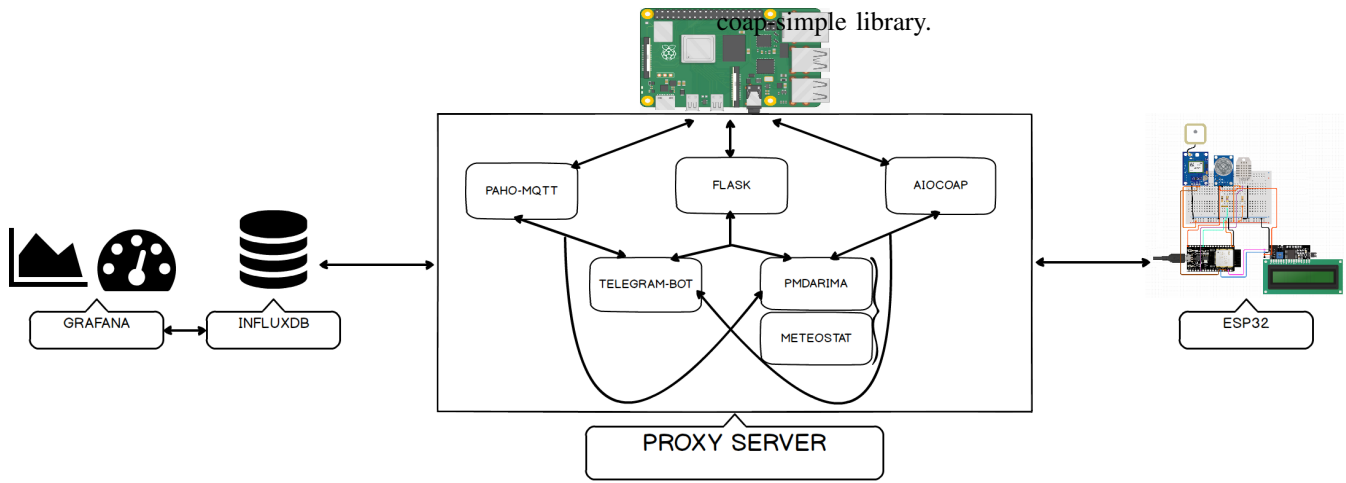 coap-simple library.
PAHO-MQTT
FLASK
AIOCOAP
TELEGRAM-BOT
PMDARIMA
METEOSTAT
GRAFANA
INFLUXDB
ESP32
PROXY SERVER